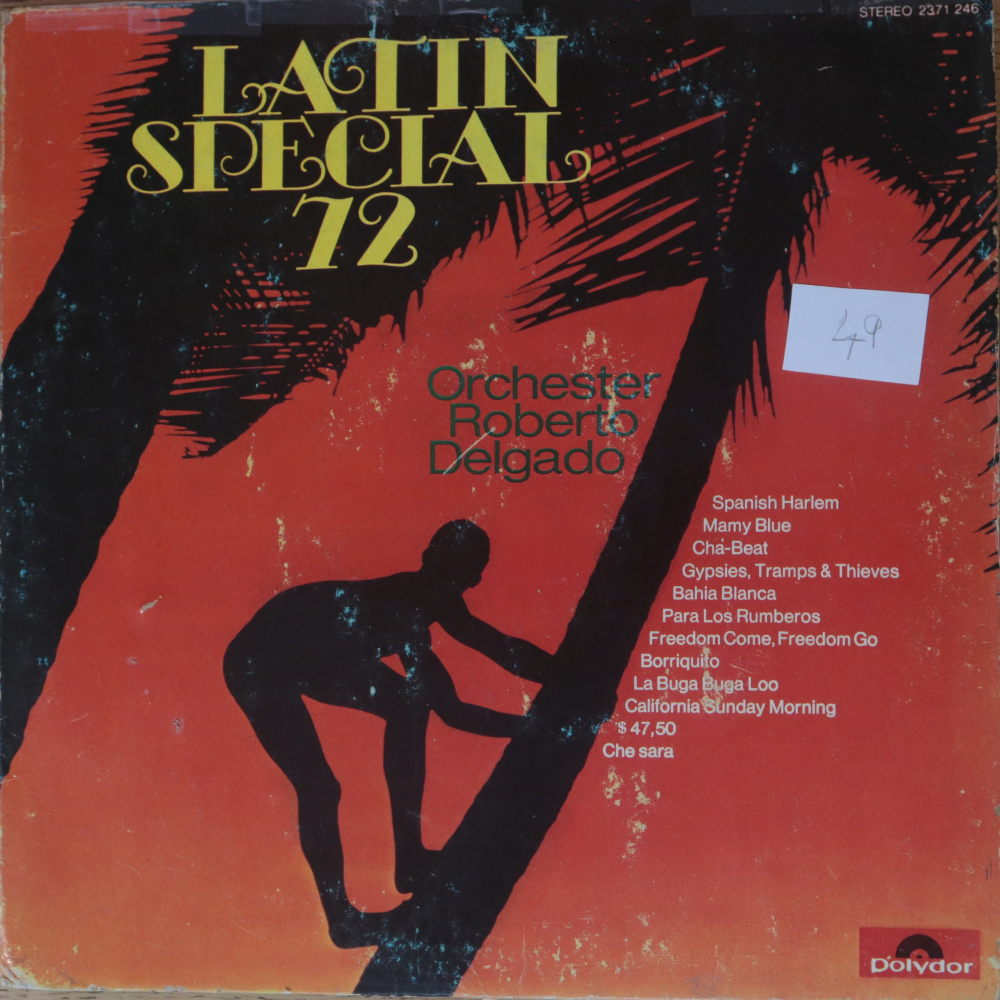 STEREO 2371 246
LATIN
SPECIAL
72
49
Orchester
Roberto
Delgado
Spanish Harlem
Mamy Blue
Chá-Beat
Gypsies, Tramps & Thieves
Bahia Blanca
Para Los Rumberos
Freedom Come, Freedom Go
Borriquito
La Buga Buga Loo
California Sunday Morning
$ 47,50
Che sara
Polydor